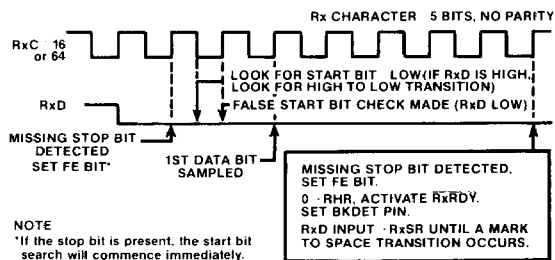 Rx CHARACTER 5 BITS, NO PARITY
RxC 16
or 64
LOOK FOR START BIT LOW (IF RxD IS HIGH,
LOOK FOR HIGH TO LOW TRANSITION)
RxD
FALSE START BIT CHECK MADE (RxD LOW)
MISSING STOP BIT
DETECTED
SET FE BIT*
1ST DATA BIT
SAMPLED
MISSING STOP BIT DETECTED,
SET FE BIT.
0 - RHR, ACTIVATE RxRDY.
SET BKDET PIN.
RxD INPUT - RxSR UNTIL A MARK
TO SPACE TRANSITION OCCURS.
NOTE
*If the stop bit is present, the start bit
search will commence immediately.